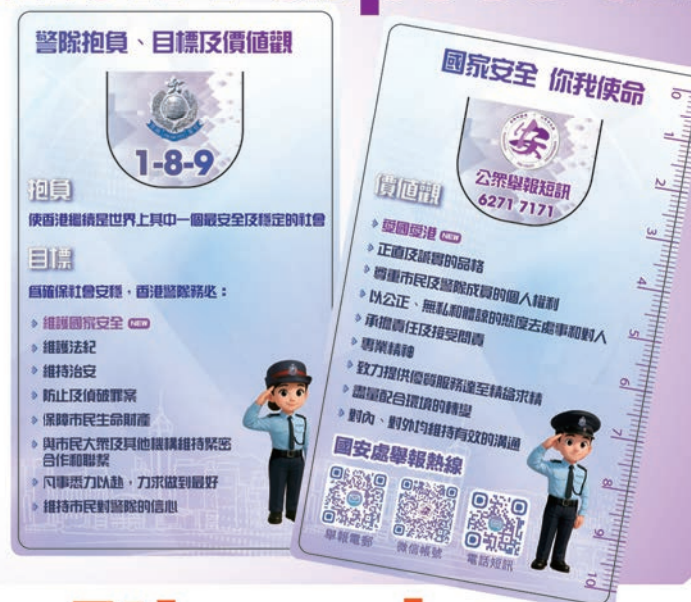 警隊抱負、目標及價值觀
1-8-9
抱負
使香港繼續是世界上其中一個最安全及穩定的社會
目標
為確保社會安穩，香港警隊務必：
維護國家安全 NEW
維護法紀
維持治安
防止及偵破罪案
保障市民生命財產
與市民大眾及其他機構維持緊密
合作和聯繫
凡事悉力以赴，力求做到最好
維持市民對警隊的信心
國家安全 你我使命
安
公眾舉報短訊
6271 7171
價值觀
愛國愛港 NEW
正直及誠實的品格
尊重市民及警隊成員的個人權利
以公正、無私和體諒的態度去處事和對人
承擔責任及接受問責
專業精神
致力提供優質服務達至精益求精
盡量配合環境的轉變
對內、對外均維持有效的溝通
國安處舉報熱線
舉報電郵
微信帳號
電話短訊
0
1
2
3
4
5
6
7
8
9
10